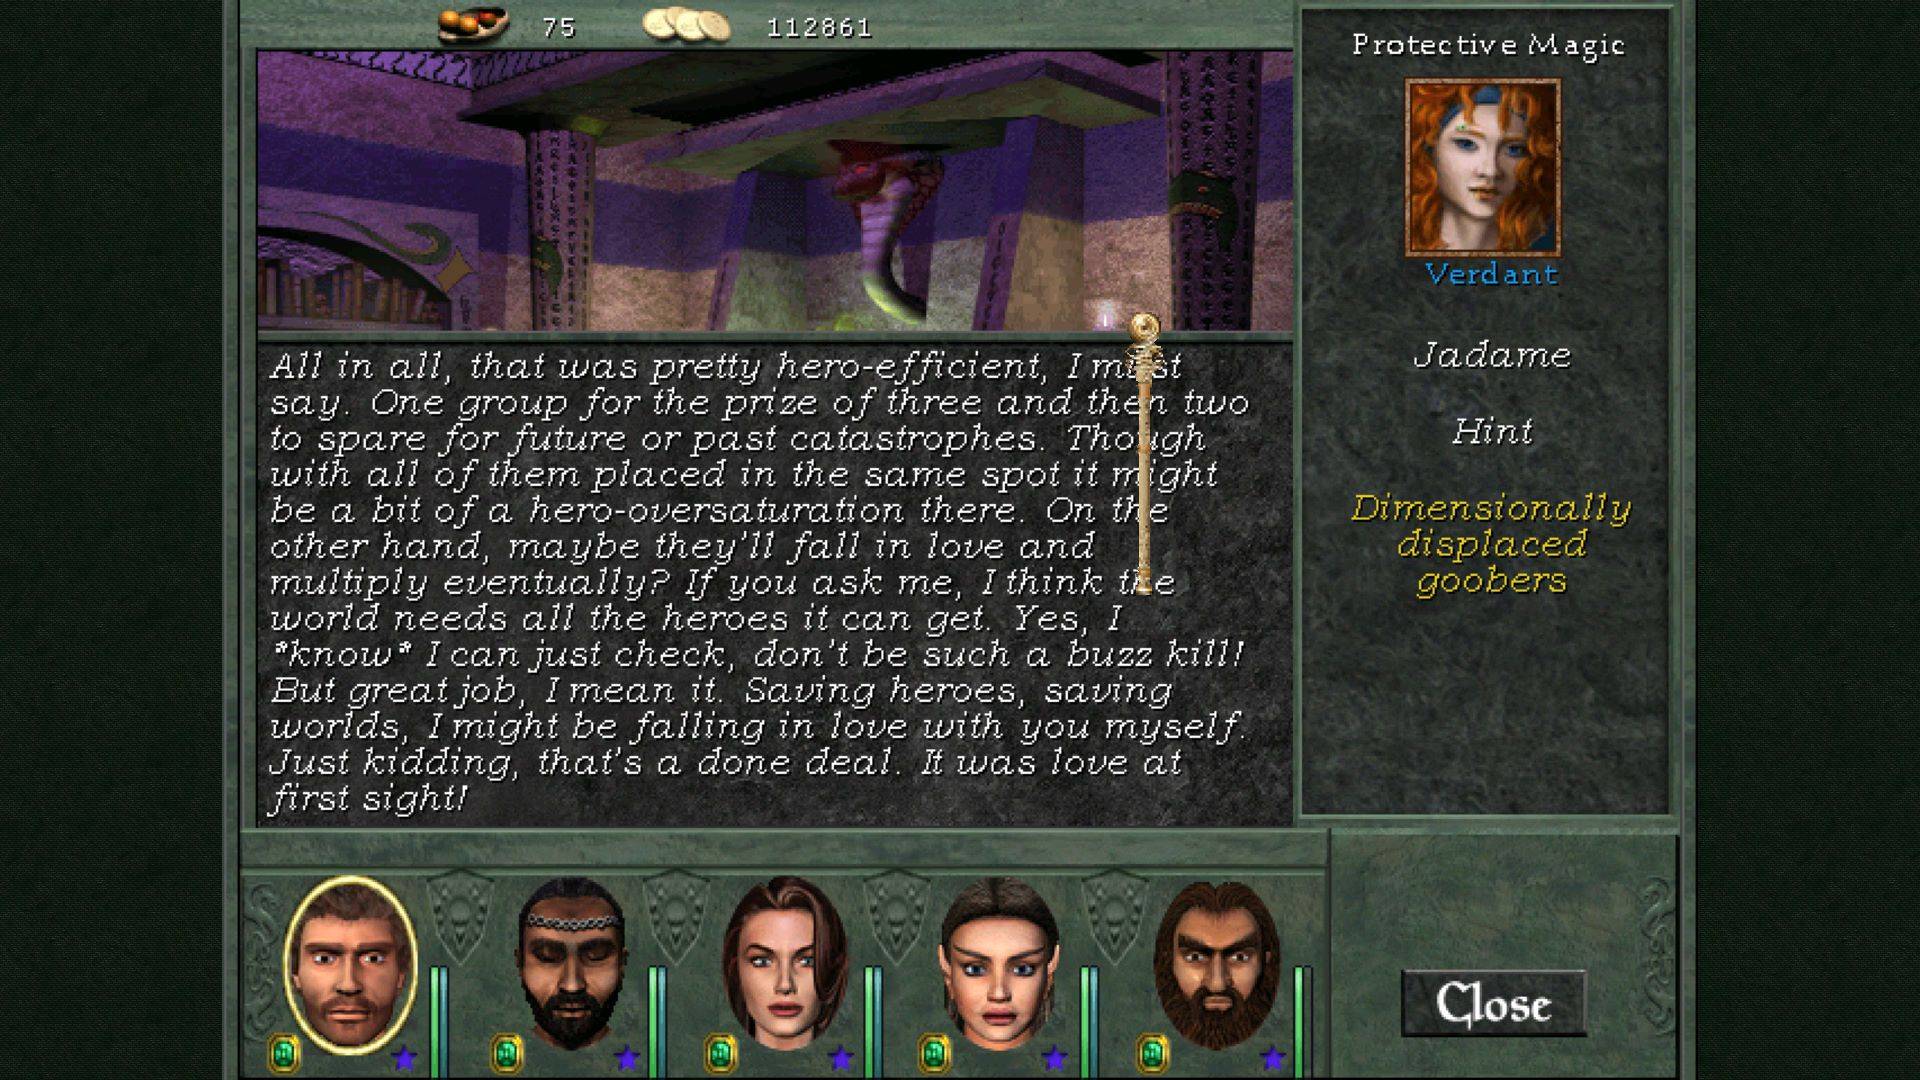 75
112861
Protective Magic
Verdant
Jadame
Hint
Dimensionally
displaced
goobers
All in all, that was pretty hero-efficient, I must
say. One group for the prize of three and then two
to spare for future or past catastrophes. Though
with all of them placed in the same spot it might
be a bit of a hero-oversaturation there. On the
other hand, maybe they'll fall in love and
multiply eventually? If you ask me, I think the
world needs all the heroes it can get. Yes, I
*know* I can just check, don't be such a buzz kill!
But great job, I mean it. Saving heroes, saving
worlds, I might be falling in love with you myself.
Just kidding, that's a done deal. It was love at
first sight!
Close